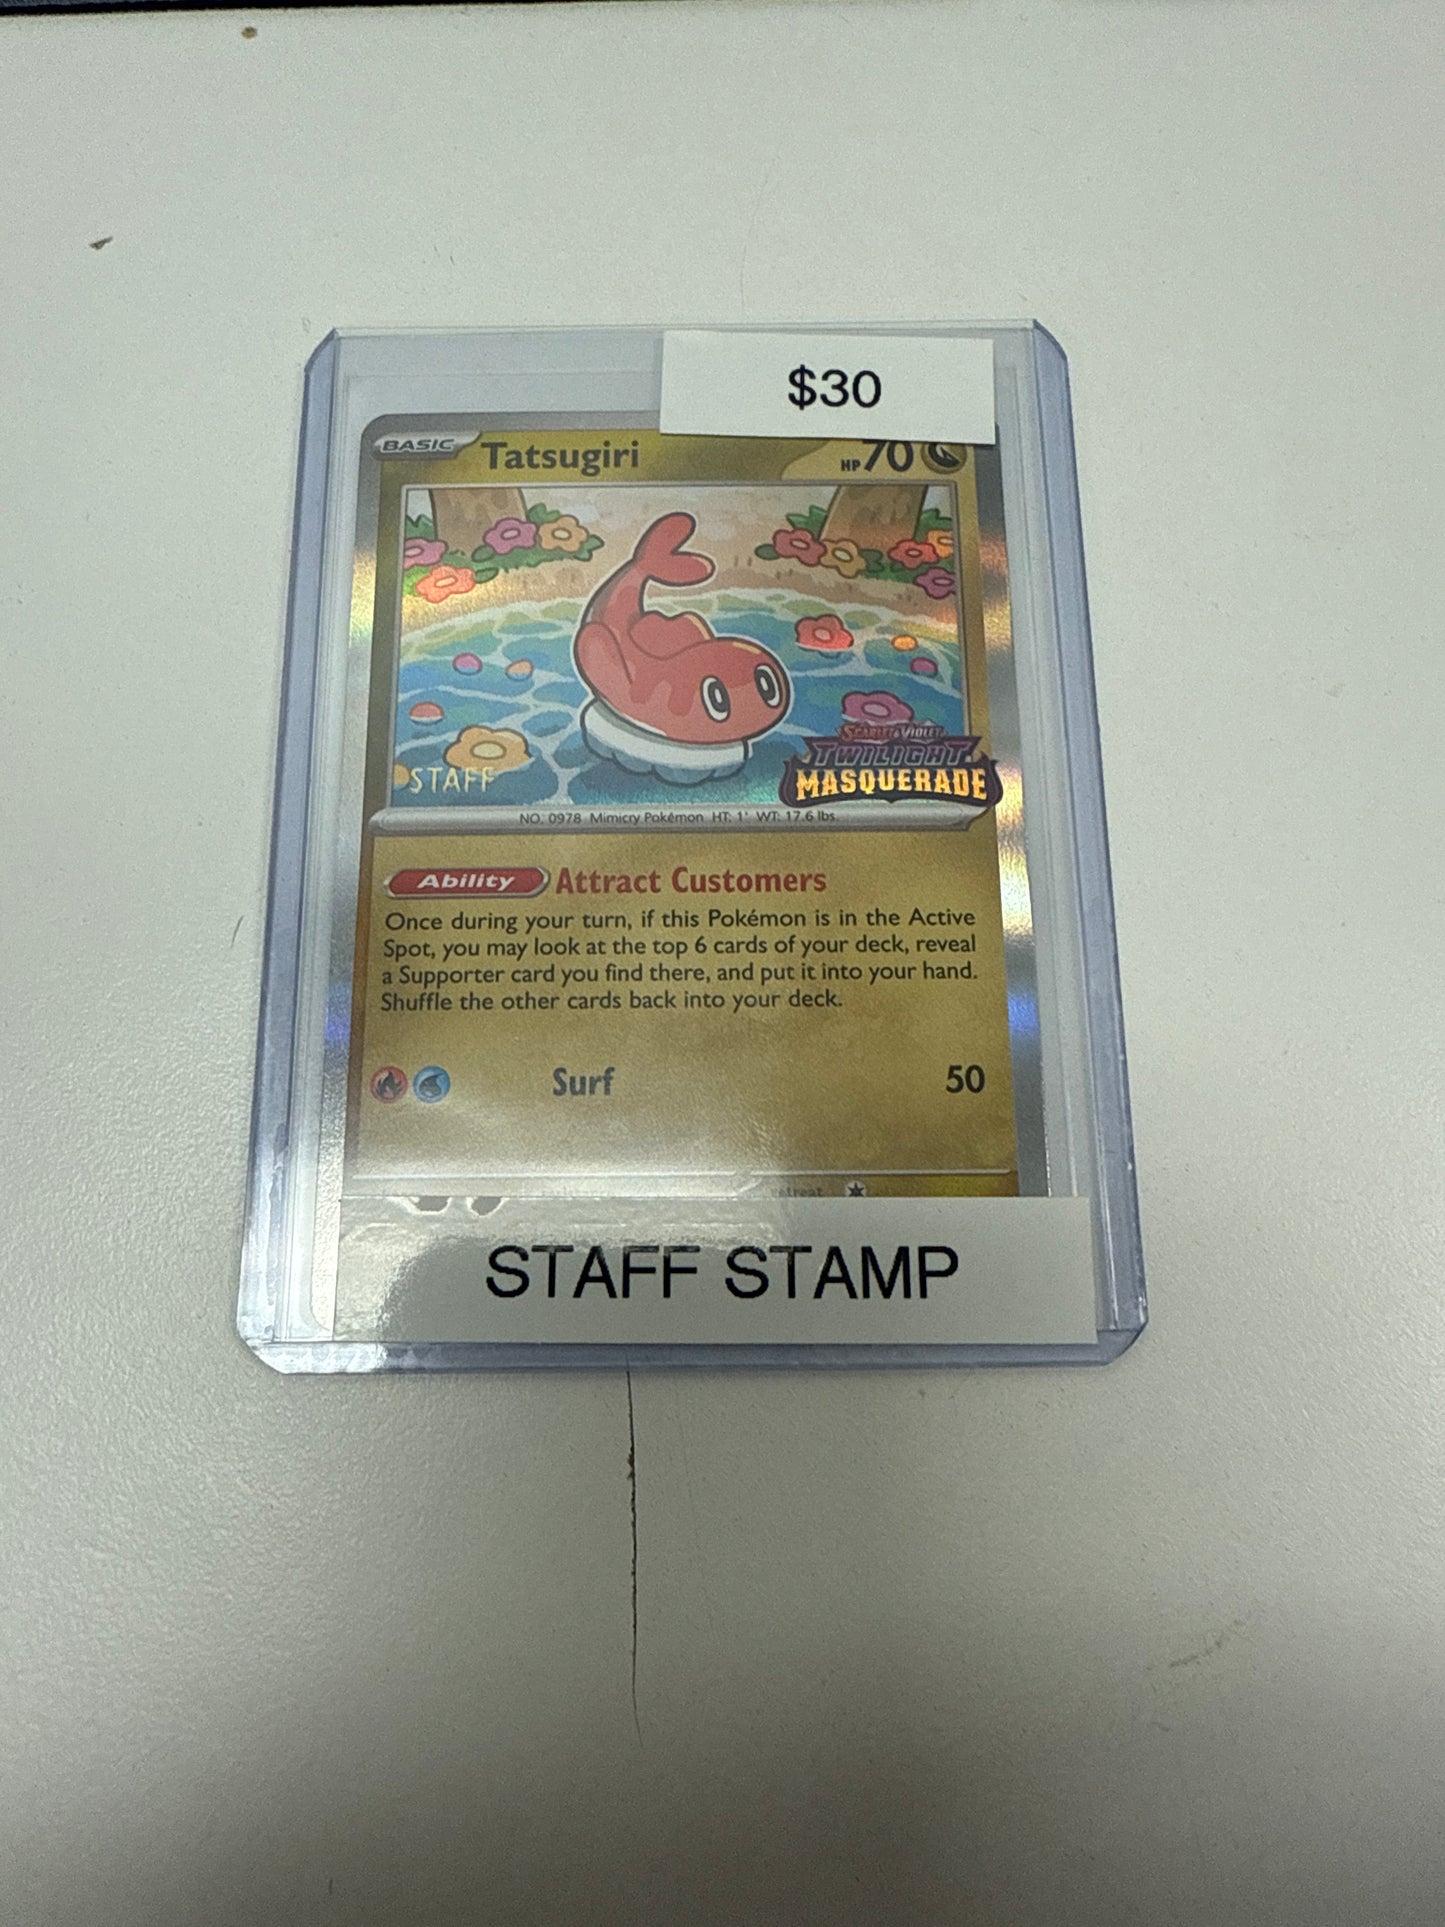 $30
BASIC Tatsugiri HP 70
STAFF
SCARLET & VIOLET
TWILIGHT
MASQUERADE
NO. 0978 Mimicry Pokémon HT: 1' WT: 17.6 lbs.
Ability Attract Customers
Once during your turn, if this Pokémon is in the Active
Spot, you may look at the top 6 cards of your deck, reveal
a Supporter card you find there, and put it into your hand.
Shuffle the other cards back into your deck.
Surf 50
retreat
STAFF STAMP